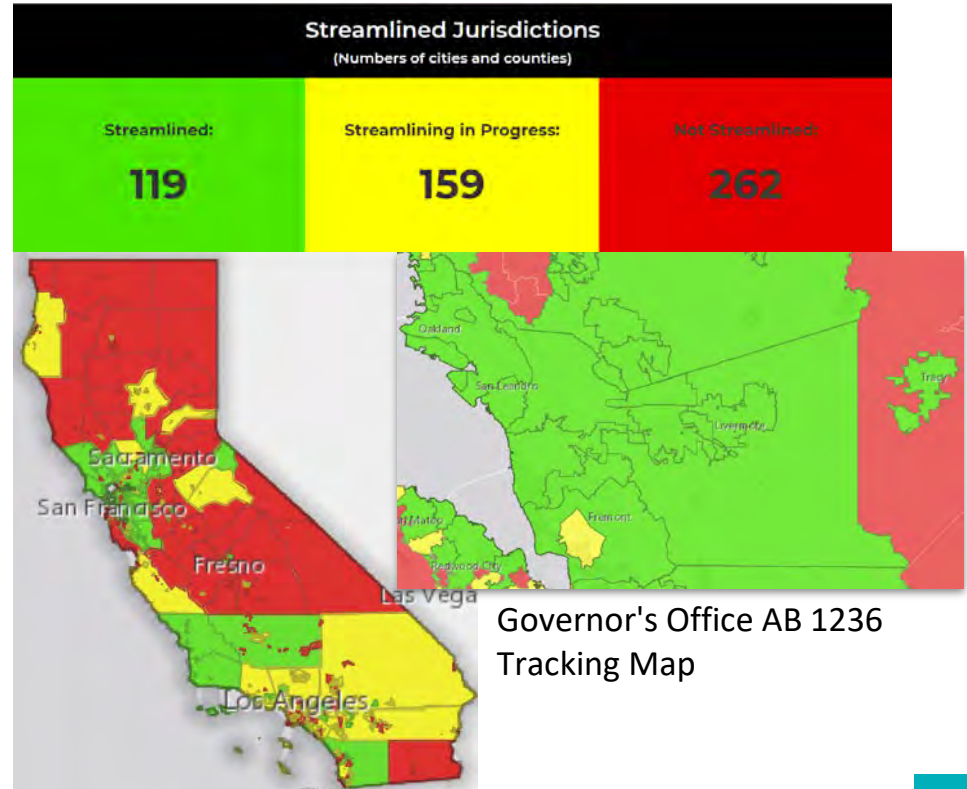 Streamlined Jurisdictions
(Numbers of cities and counties)
Streamlined:
119
Streamlining in Progress:
159
Not Streamlined:
262
Oakland
San Leandro
Tracy
Livermore
Fremont
Redwood City
Sacramento
San Francisco
Fresno
Las Vega
Los Angeles
Governor's Office AB 1236
Tracking Map